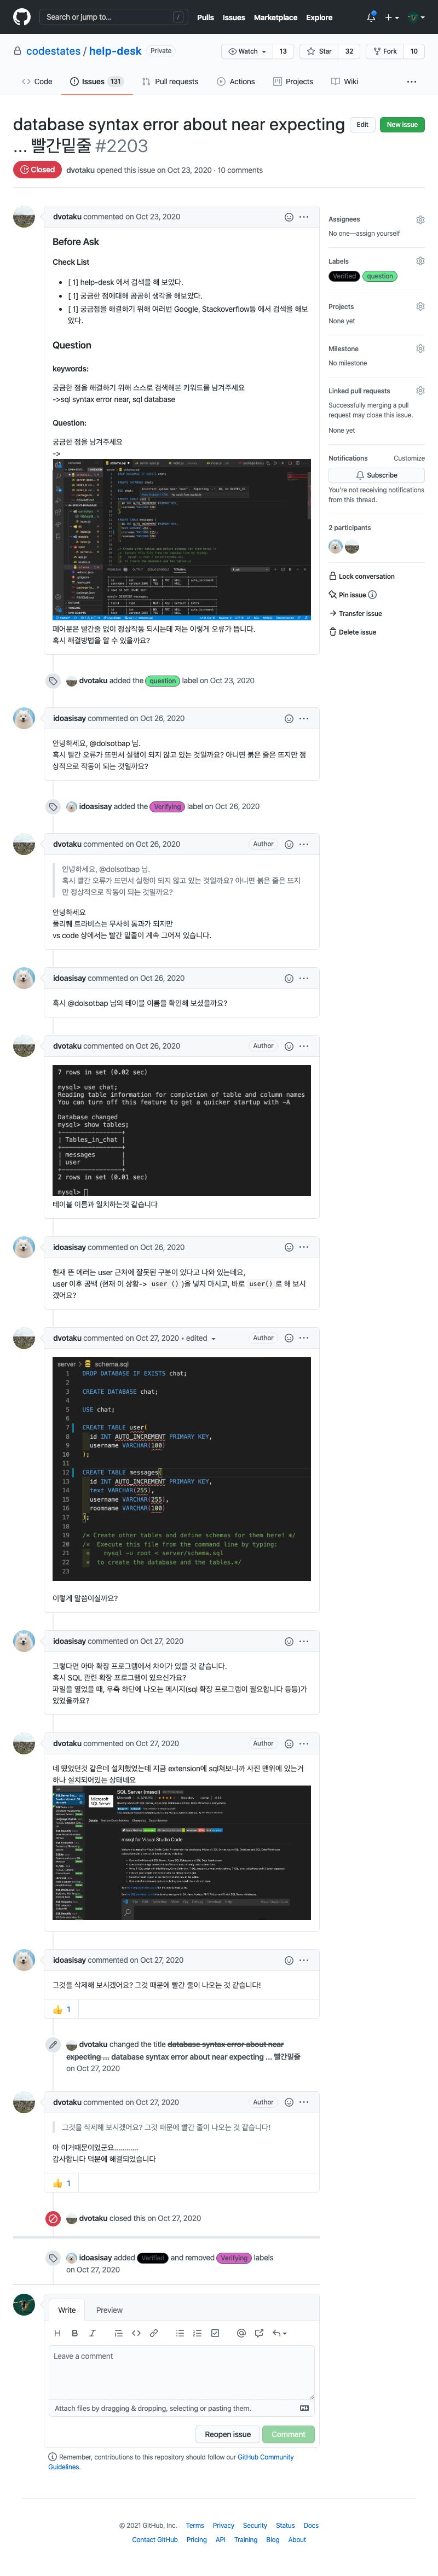 Search or jump to...
/
Pulls Issues Marketplace Explore
codestates / help-desk Private
Watch 13 Star 32 Fork 10
Code Issues 131 Pull requests Actions Projects Wiki
database syntax error about near expecting
... 빨간밑줄 #2203
Edit New issue
Closed dvotaku opened this issue on Oct 23, 2020 · 10 comments
dvotaku commented on Oct 23, 2020
Before Ask
Check List
[ 1] help-desk 에서 검색을 해 보았다.
[ 1] 궁금한 점에대해 곰곰히 생각을 해보았다.
[ 1] 궁금점을 해결하기 위해 여러번 Google, Stackoverflow등 에서 검색을 해보
았다.
Question
keywords:
궁금한 점을 해결하기 위해 스스로 검색해본 키워드를 남겨주세요
->sql syntax error near, sql database
Question:
궁금한 점을 남겨주세요
->
페어분은 빨간줄 없이 정상작동 되시는데 저는 이렇게 오류가 뜹니다.
혹시 해결방법을 알 수 있을까요?
Assignees
No one—assign yourself
Labels
Verified question
Projects
None yet
Milestone
No milestone
Linked pull requests
Successfully merging a pull
request may close this issue.
None yet
Notifications Customize
Subscribe
You're not receiving notifications
from this thread.
2 participants
Lock conversation
Pin issue
Transfer issue
Delete issue
dvotaku added the question label on Oct 23, 2020
idoasisay commented on Oct 26, 2020
안녕하세요, @dolsotbap 님.
혹시 빨간 오류가 뜨면서 실행이 되지 않고 있는 것일까요? 아니면 붉은 줄은 뜨지만 정
상적으로 작동이 되는 것일까요?
idoasisay added the Verifying label on Oct 26, 2020
dvotaku commented on Oct 26, 2020 Author
안녕하세요, @dolsotbap 님.
혹시 빨간 오류가 뜨면서 실행이 되지 않고 있는 것일까요? 아니면 붉은 줄은 뜨지
만 정상적으로 작동이 되는 것일까요?
안녕하세요
풀리퀘 트라비스는 무사히 통과가 되지만
vs code 상에서는 빨간 밑줄이 계속 그어져 있습니다.
idoasisay commented on Oct 26, 2020
혹시 @dolsotbap 님의 테이블 이름을 확인해 보셨을까요?
dvotaku commented on Oct 26, 2020 Author
7 rows in set (0.02 sec)
mysql> use chat;
Reading table information for completion of table and column names
You can turn off this feature to get a quicker startup with -A
Database changed
mysql> show tables;
+----------------+
| Tables_in_chat |
+----------------+
| messages |
| user |
+----------------+
2 rows in set (0.01 sec)
mysql>
테이블 이름과 일치하는것 같습니다
idoasisay commented on Oct 26, 2020
현재 뜬 에러는 user 근처에 잘못된 구분이 있다고 나와 있는데요,
user 이후 공백 (현재 이 상황-> user () )을 넣지 마시고, 바로 user() 로 해 보시
겠어요?
dvotaku commented on Oct 27, 2020 • edited Author
server > schema.sql
1 DROP DATABASE IF EXISTS chat;
2
3 CREATE DATABASE chat;
4
5 USE chat;
6
7 CREATE TABLE user(
8 id INT AUTO_INCREMENT PRIMARY KEY,
9 username VARCHAR(100)
10 );
11
12 CREATE TABLE messages(
13 id INT AUTO_INCREMENT PRIMARY KEY,
14 text VARCHAR(255),
15 username VARCHAR(255),
16 roomname VARCHAR(100)
17 );
18
19 /* Create other tables and define schemas for them here! */
20 /* Execute this file from the command line by typing:
21 * mysql -u root < server/schema.sql
22 * to create the database and the tables.*/
23
이렇게 말씀이실까요?
idoasisay commented on Oct 27, 2020
그렇다면 아마 확장 프로그램에서 차이가 있을 것 같습니다.
혹시 SQL 관련 확장 프로그램이 있으신가요?
파일을 열었을 때, 우측 하단에 나오는 메시지(sql 확장 프로그램이 필요합니다 등등)가
있었을까요?
dvotaku commented on Oct 27, 2020 Author
네 떴었던것 같은데 설치했었는데 지금 extension에 sql쳐보니까 사진 맨위에 있는거
하나 설치되어있는 상태네요
Microsoft
SQL Server
SQL Server (mssql)
mssql for Visual Studio Code
idoasisay commented on Oct 27, 2020
그것을 삭제해 보시겠어요? 그것 때문에 빨간 줄이 나오는 것 같습니다!
👍 1
dvotaku changed the title database syntax error about near
expecting ... database syntax error about near expecting ... 빨간밑줄
on Oct 27, 2020
dvotaku commented on Oct 27, 2020 Author
그것을 삭제해 보시겠어요? 그것 때문에 빨간 줄이 나오는 것 같습니다!
아 이거때문이었군요.............
감사합니다 덕분에 해결되었습니다
👍 1
dvotaku closed this on Oct 27, 2020
idoasisay added Verified and removed Verifying labels
on Oct 27, 2020
Write Preview
Leave a comment
Attach files by dragging & dropping, selecting or pasting them.
Reopen issue Comment
Remember, contributions to this repository should follow our GitHub Community
Guidelines.
© 2021 GitHub, Inc. Terms Privacy Security Status Docs
Contact GitHub Pricing API Training Blog About